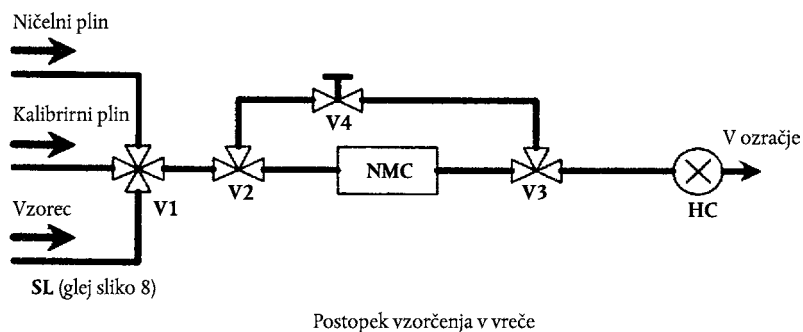 Ničelni plin
Kalibrirni plin
Vzorec
SL (glej sliko 8)
V1
V2
V4
NMC
V3
HC
V ozračje
Postopek vzorčenja v vreče